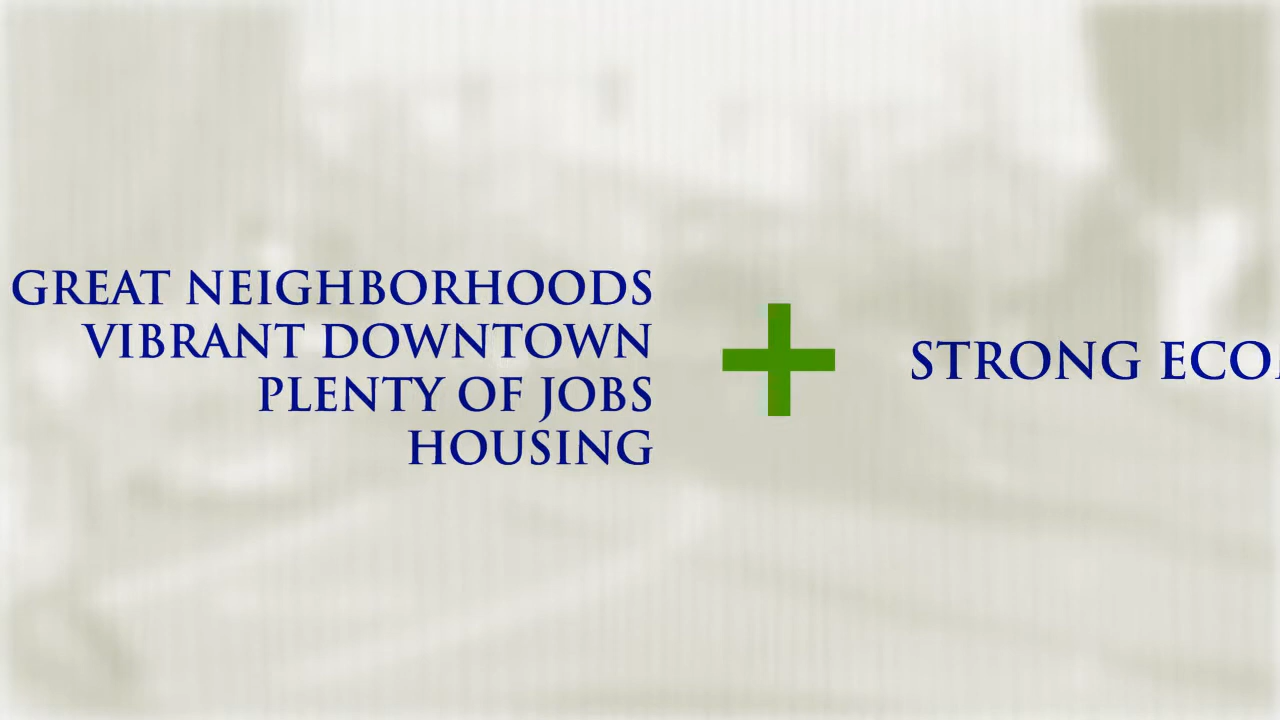 GREAT NEIGHBORHOODS
VIBRANT DOWNTOWN
PLENTY OF JOBS
HOUSING
+
STRONG